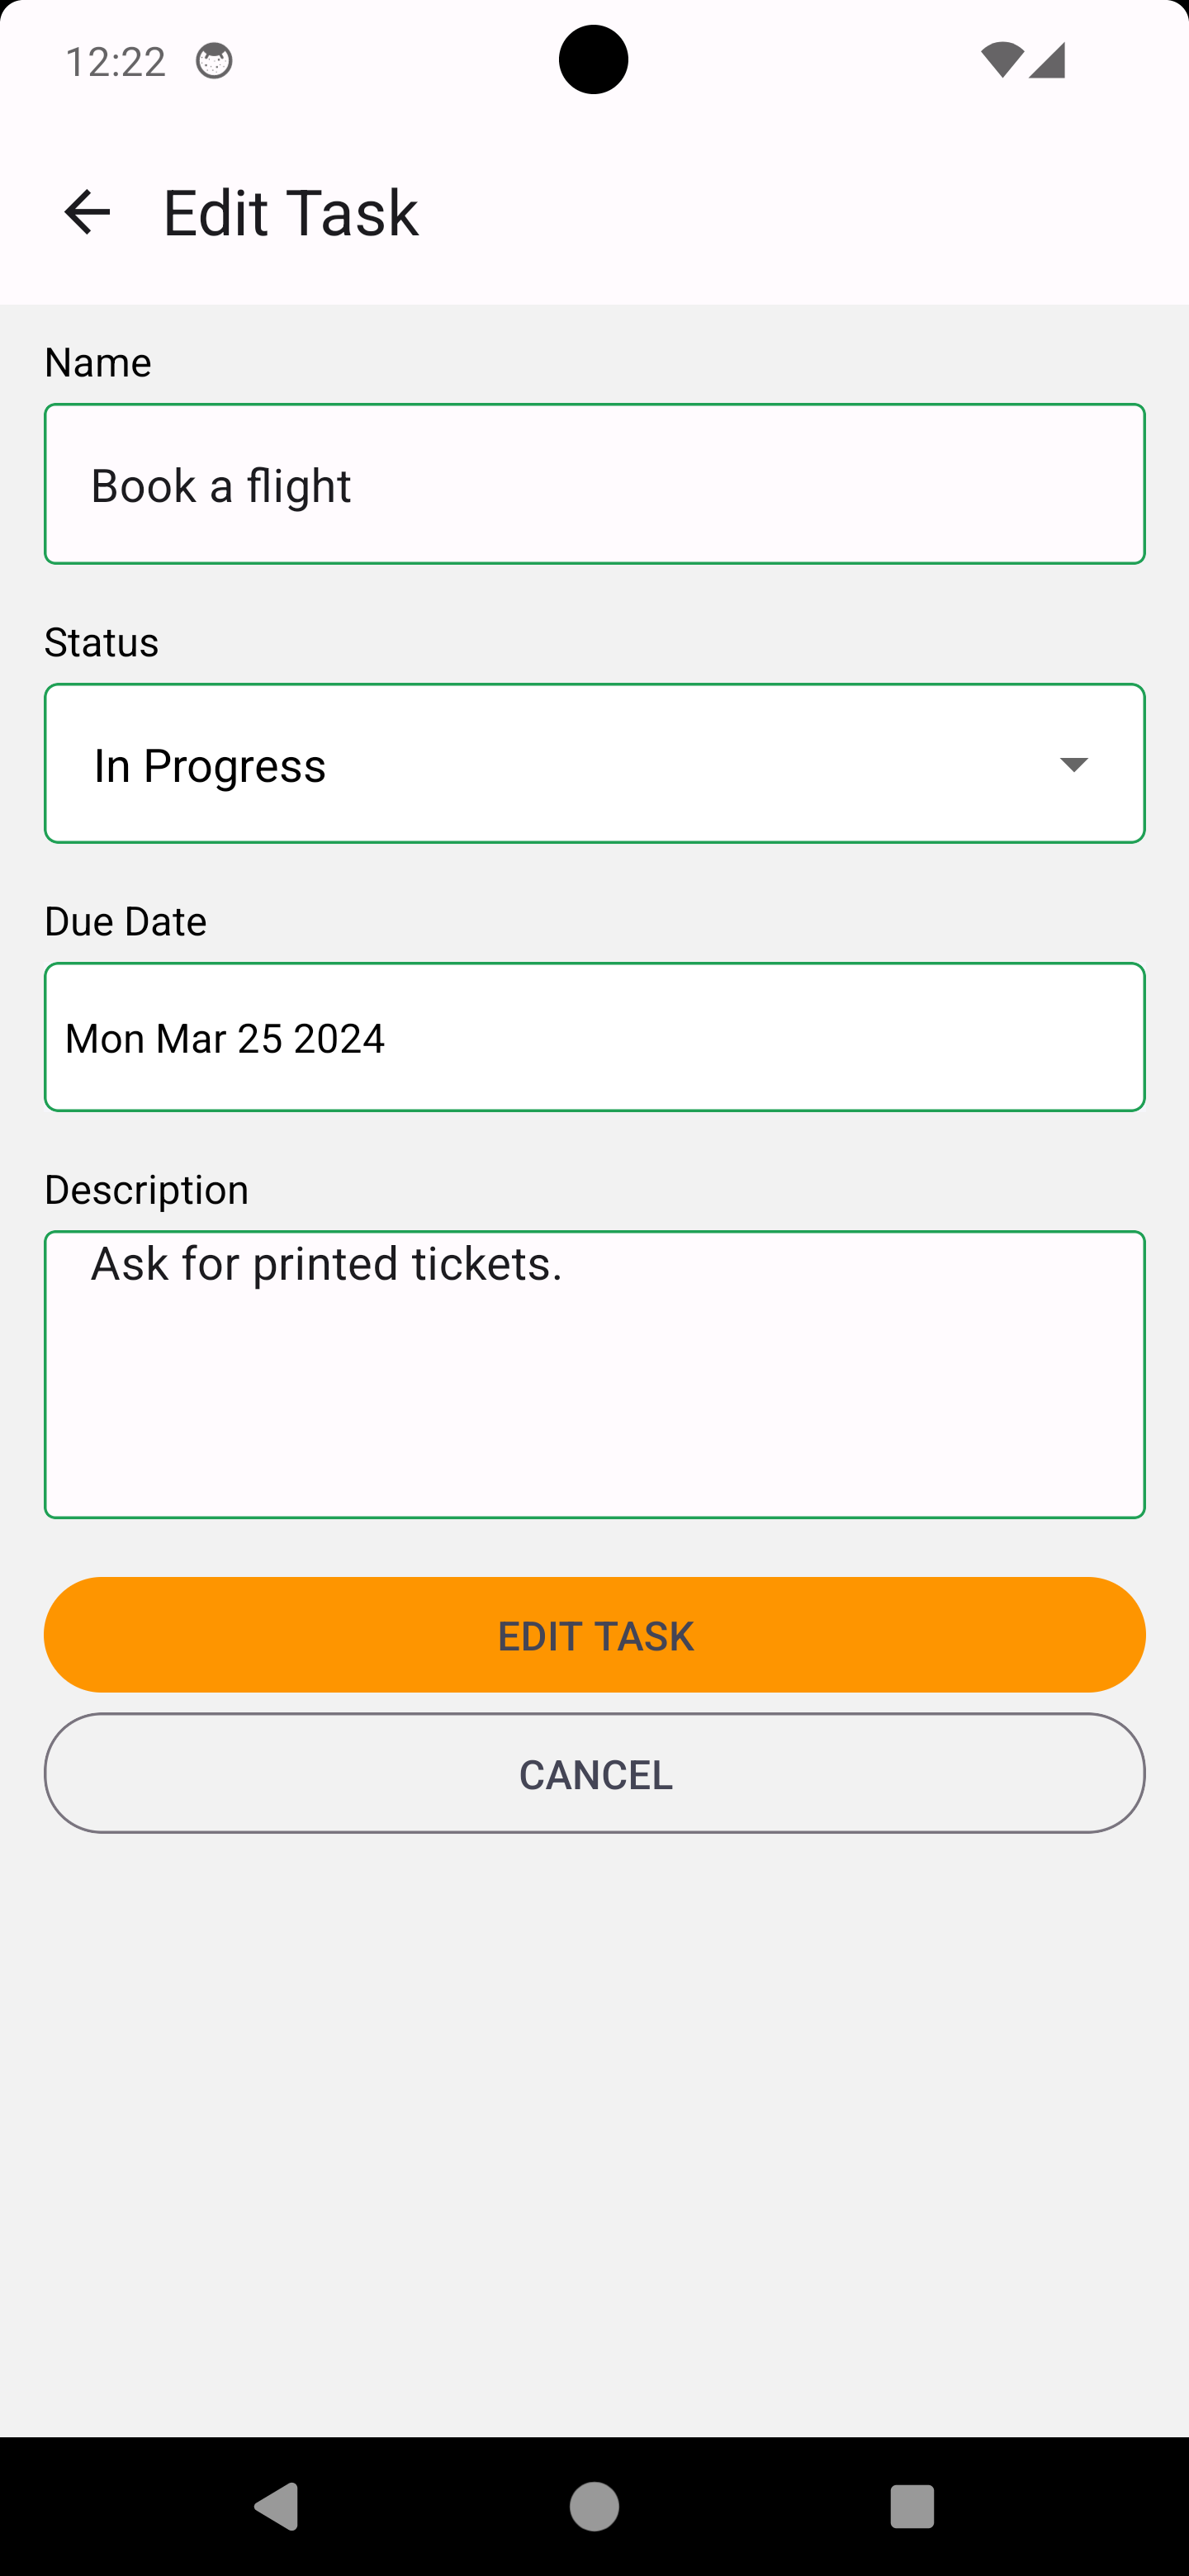 12:22
Edit Task
Name
Book a flight
Status
In Progress
Due Date
Mon Mar 25 2024
Description
Ask for printed tickets.
EDIT TASK
CANCEL